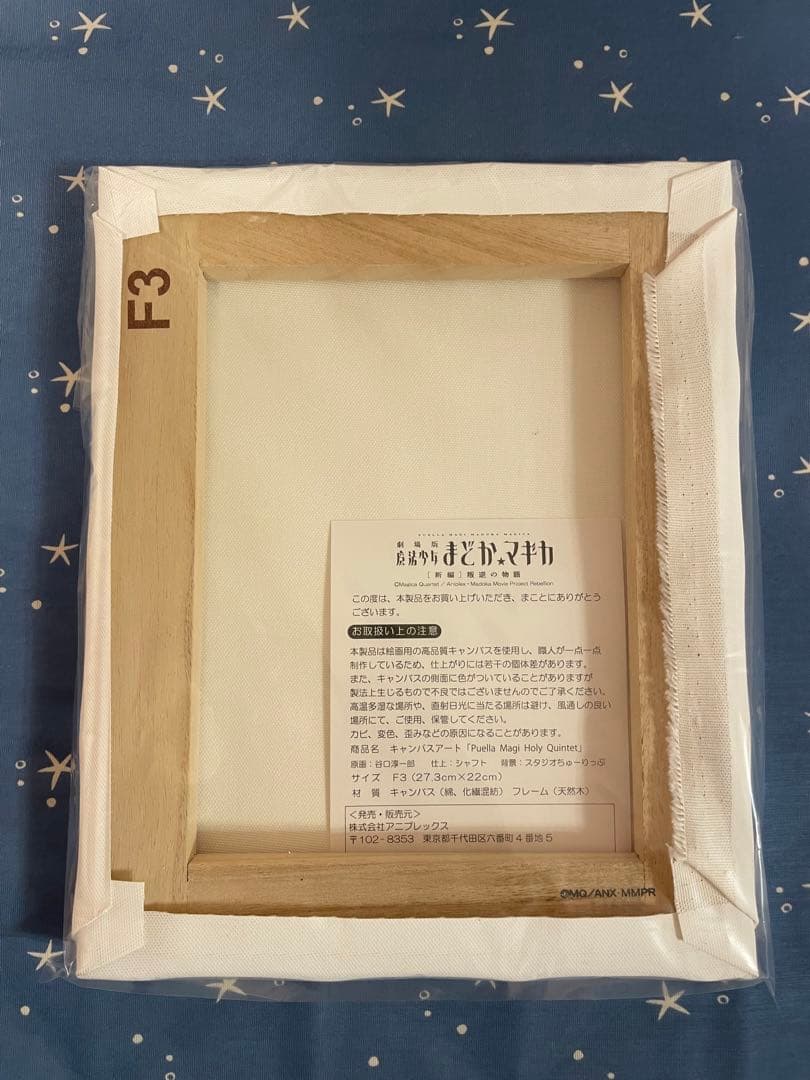 F3
PUELLA MAGI MADOKA MAGICA
劇場版
魔法少女まどか★マギカ
[新編]叛逆の物語
©Magica Quartet / Aniplex・Madoka Movie Project Rebellion
この度は、本製品をお買い上げいただき、まことにありがとう
ございます。
お取扱い上の注意
本製品は絵画用の高品質キャンバスを使用し、職人が一点一点
制作しているため、仕上がりには若干の個体差があります。
また、キャンバスの側面に色がついていることがありますが
製法上生じるもので不良ではございませんのでご了承ください。
高温多湿な場所や、直射日光に当たる場所は避け、風通しの良い
場所にて、ご使用、保管してください。
カビ、変色、歪みなどの原因になることがあります。
商品名 キャンバスアート「Puella Magi Holy Quintet」
原画:谷口淳一郎 仕上:シャフト 背景:スタジオちゅーりっぷ
サイズ F3(27.3cm×22cm)
材 質 キャンバス(綿、化繊混紡) フレーム(天然木)
<発売・販売元>
株式会社アニプレックス
〒102-8353 東京都千代田区六番町4番地5
©MQ/ANX・MMPR